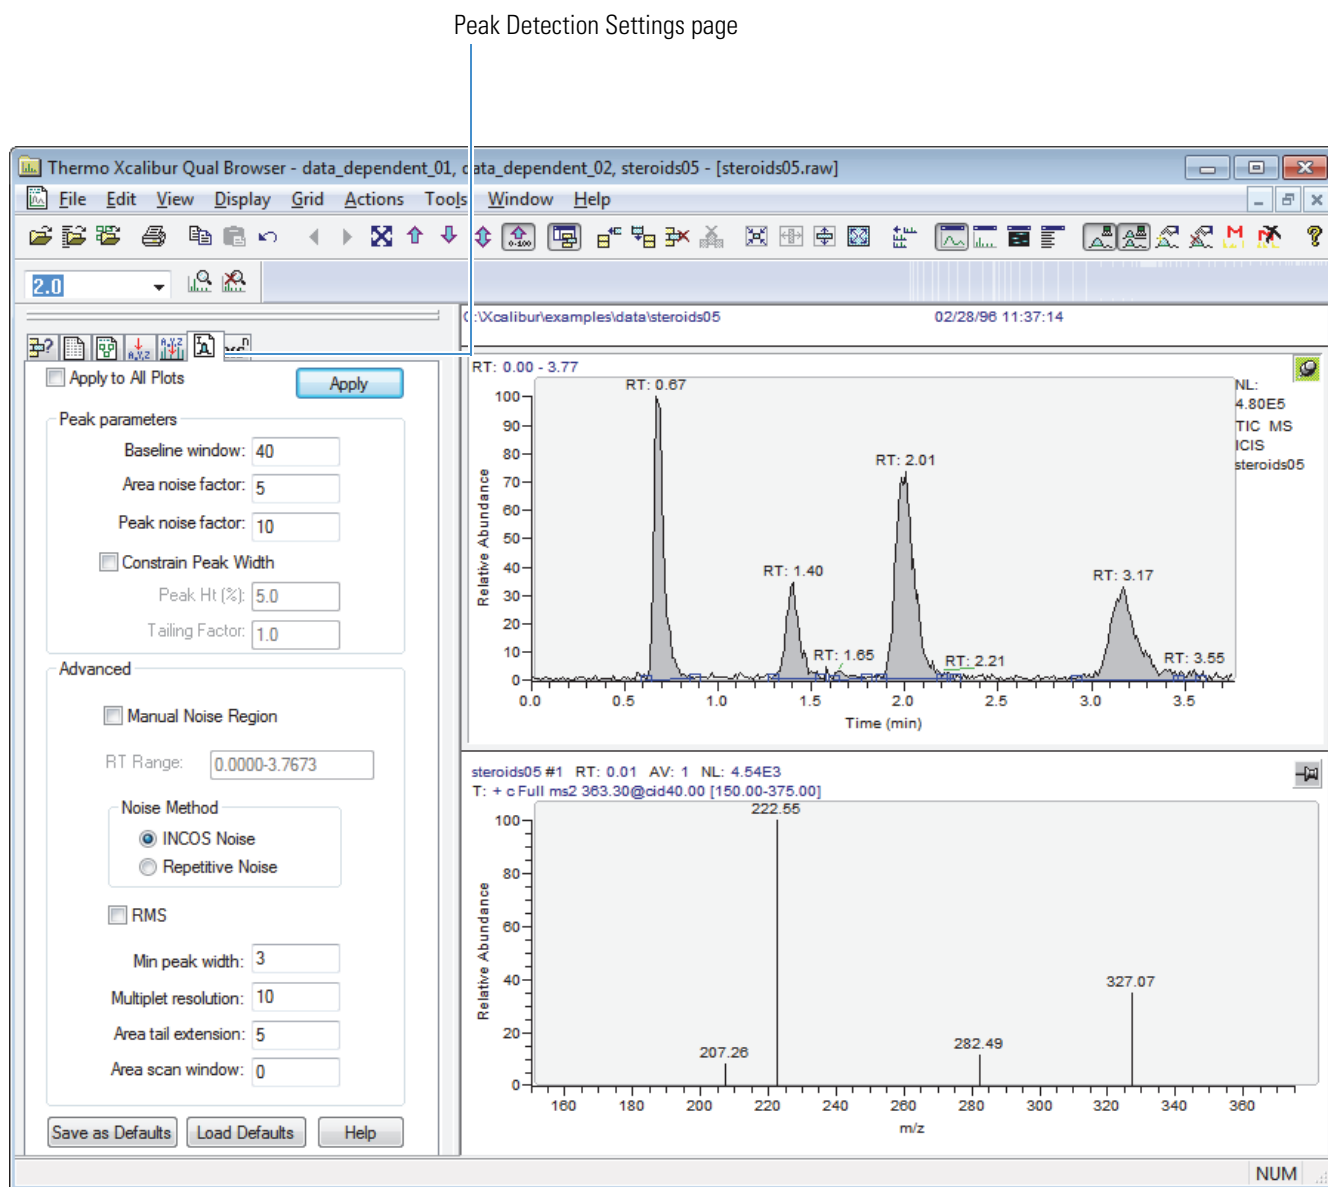 Peak Detection Settings page
Thermo Xcalibur Qual Browser - data_dependent_01, data_dependent_02, steroids05 - [steroids05.raw]
File Edit View Display Grid Actions Tools Window Help
2.0
C:\Xcalibur\examples\data\steroids05 02/28/96 11:37:14
Apply to All Plots
Apply
Peak parameters
Baseline window: 40
Area noise factor: 5
Peak noise factor: 10
Constrain Peak Width
Peak Ht (%): 5.0
Tailing Factor: 1.0
Advanced
Manual Noise Region
RT Range: 0.0000-3.7673
Noise Method
INCOS Noise
Repetitive Noise
RMS
Min peak width: 3
Multiplet resolution: 10
Area tail extension: 5
Area scan window: 0
Save as Defaults Load Defaults Help
RT: 0.00 - 3.77
NL:
4.80E5
TIC MS
ICIS
steroids05
RT: 0.67
RT: 2.01
RT: 1.40
RT: 3.17
RT: 1.65
RT: 2.21
RT: 3.55
100
90
80
70
60
50
40
30
20
10
0
Relative Abundance
0.0 0.5 1.0 1.5 2.0 2.5 3.0 3.5
Time (min)
steroids05 #1 RT: 0.01 AV: 1 NL: 4.54E3
T: + c Full ms2 363.30@cid40.00 [150.00-375.00]
222.55
327.07
282.49
207.26
100
80
60
40
20
0
Relative Abundance
160 180 200 220 240 260 280 300 320 340 360
m/z
NUM